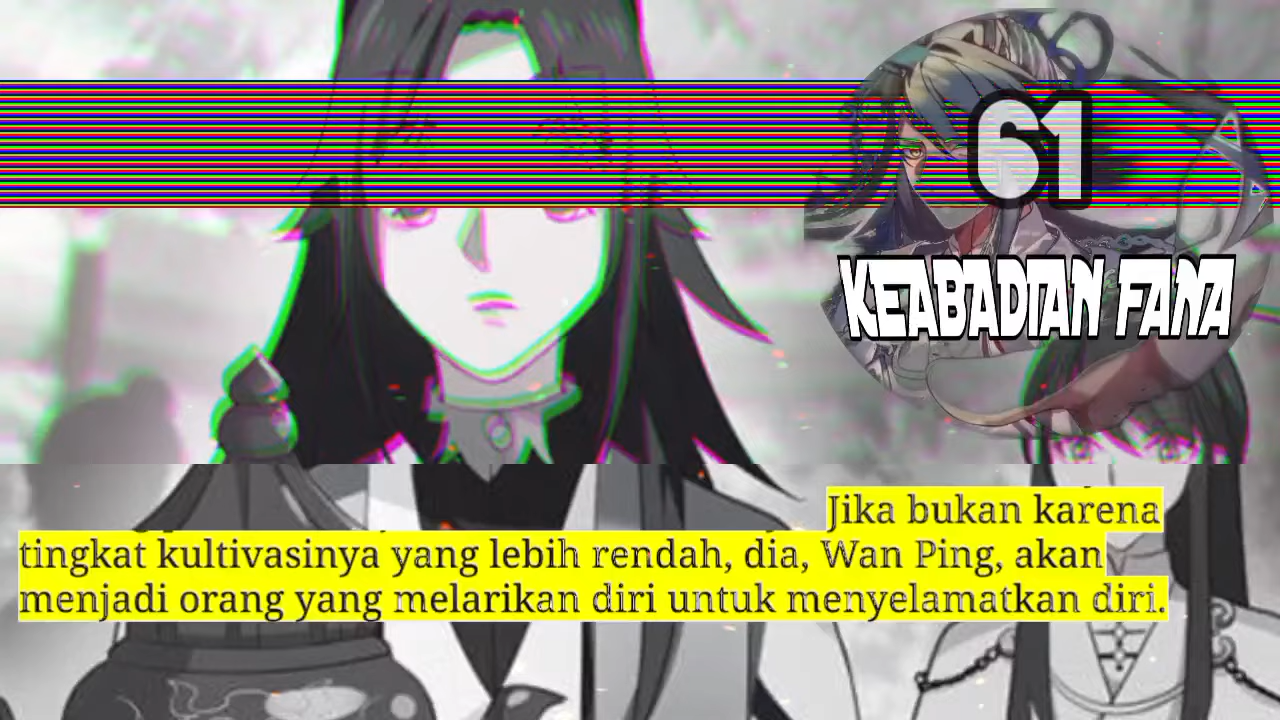 61
KEABADIAN FANA
Jika bukan karena
tingkat kultivasinya yang lebih rendah, dia, Wan Ping, akan
menjadi orang yang melarikan diri untuk menyelamatkan diri.